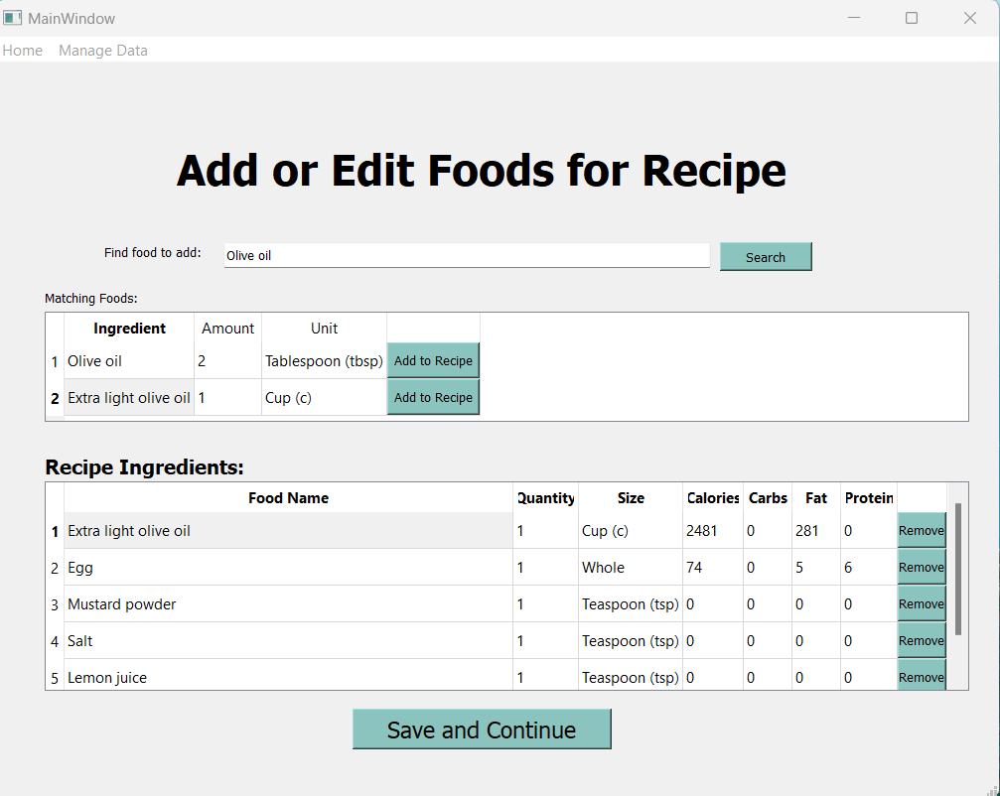 MainWindow
Home Manage Data
Add or Edit Foods for Recipe
Find food to add: Olive oil Search
Matching Foods:
Ingredient Amount Unit
1 Olive oil 2 Tablespoon (tbsp) Add to Recipe
2 Extra light olive oil 1 Cup (c) Add to Recipe
Recipe Ingredients:
Food Name Quantity Size Calories Carbs Fat Protein
1 Extra light olive oil 1 Cup (c) 2481 0 281 0 Remove
2 Egg 1 Whole 74 0 5 6 Remove
3 Mustard powder 1 Teaspoon (tsp) 0 0 0 0 Remove
4 Salt 1 Teaspoon (tsp) 0 0 0 0 Remove
5 Lemon juice 1 Teaspoon (tsp) 0 0 0 0 Remove
Save and Continue